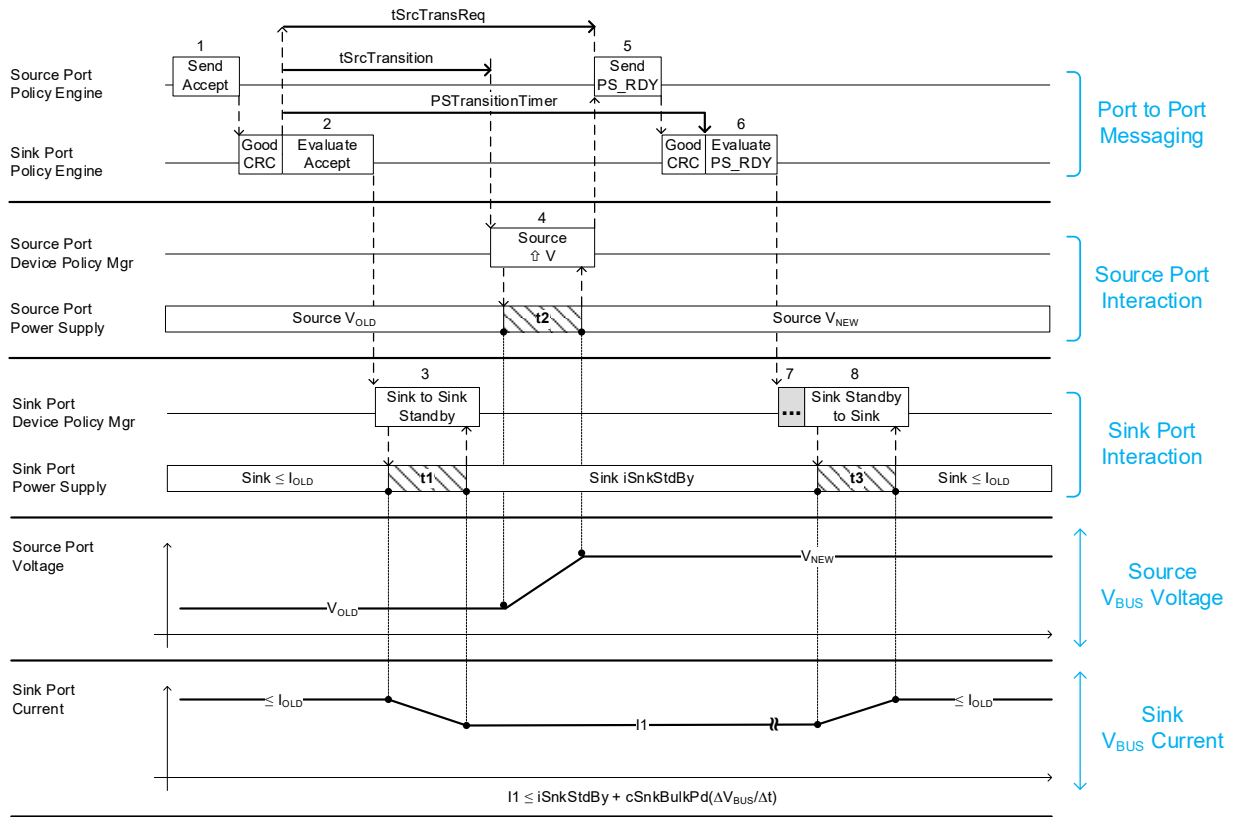 tSrcTransReq
1
5
Source Port
Policy Engine
Send
Accept
tSrcTransition
Send
PS_RDY
Port to Port
Messaging
PSTransitionTimer
2
6
Sink Port
Policy Engine
Good
CRC
Evaluate
Accept
Good
CRC
Evaluate
PS_RDY
4
Source Port
Device Policy Mgr
Source
⇧ V
Source Port
Interaction
Source Port
Power Supply
Source VOLD
t2
Source VNEW
3
7
8
Sink Port
Device Policy Mgr
Sink to Sink
Standby
...
Sink Standby
to Sink
Sink Port
Interaction
Sink Port
Power Supply
Sink ≤ IOLD
t1
Sink iSnkStdBy
t3
Sink ≤ IOLD
Source Port
Voltage
VOLD
VNEW
Source
VBUS Voltage
Sink Port
Current
≤ IOLD
I1
≤ IOLD
Sink
VBUS Current
I1 ≤ iSnkStdBy + cSnkBulkPd(ΔVBUS/Δt)